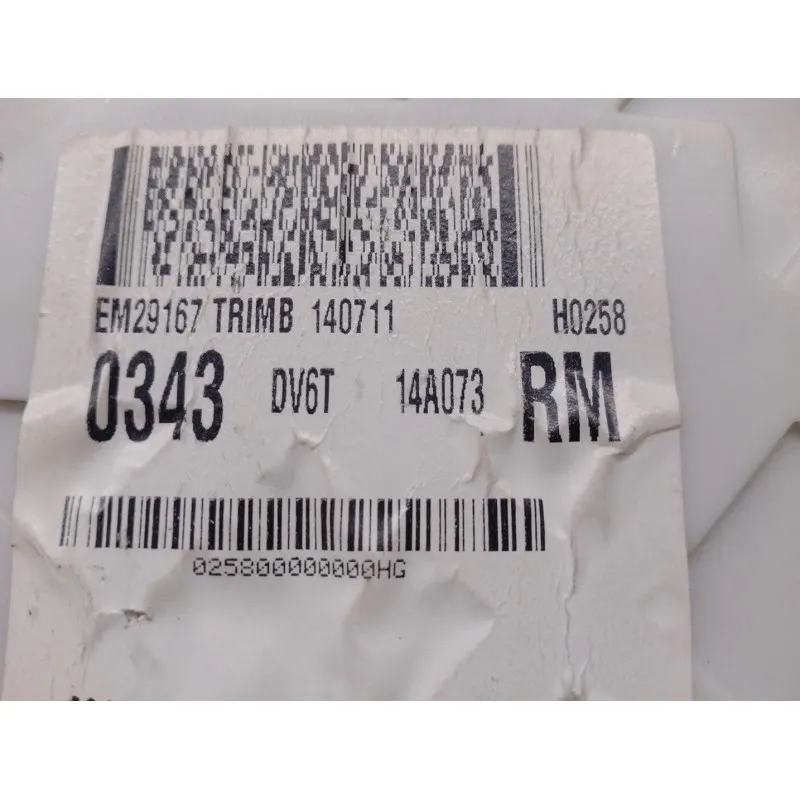 EM29167 TRIMB 140711 H0258
0343 DV6T 14A073 RM
025800000000HG